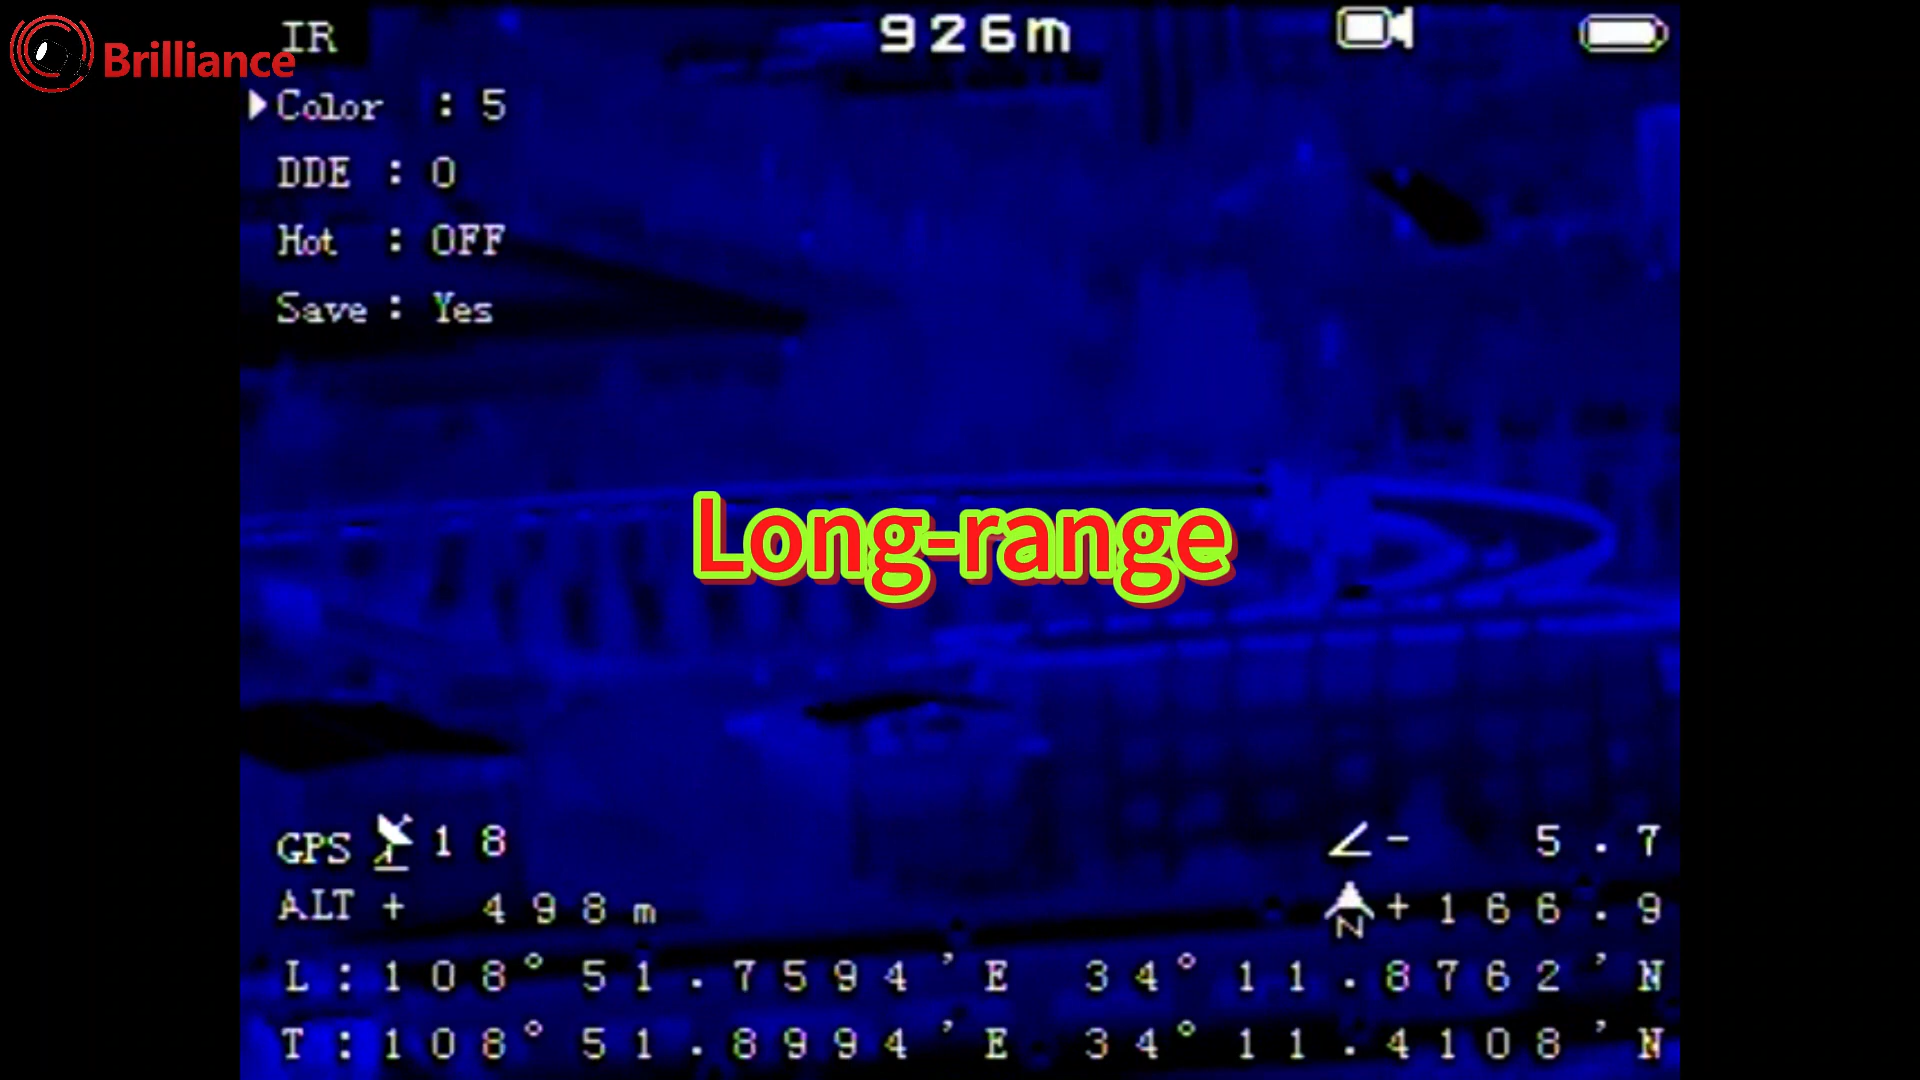 Brilliance
IR
926m
Color : 5
DDE : 0
Hot : OFF
Save : Yes
Long-range
GPS 18
- 5.7
ALT + 498m
N +166.9
L:108°51.7594'E 34°11.8762'N
T:108°51.8994'E 34°11.4108'N